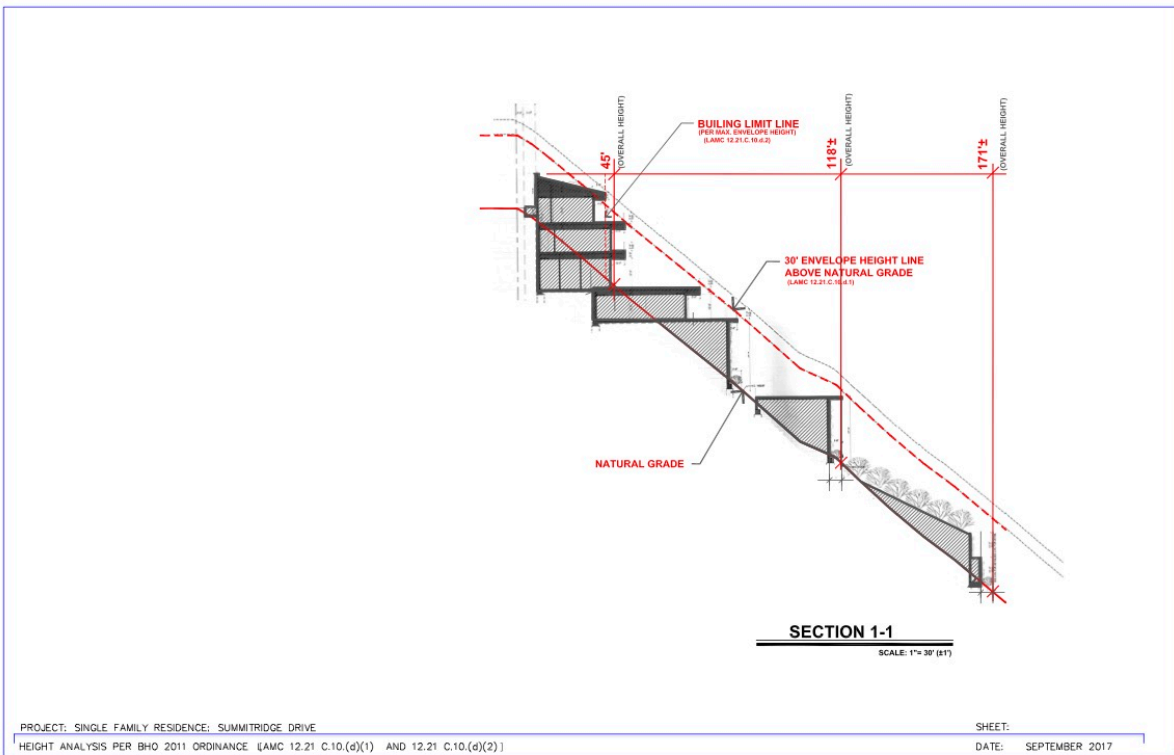 BUILING LIMIT LINE
(PER MAX. ENVELOPE HEIGHT)
(LAMC 12.21.C.10.d.2)
45'
(OVERALL HEIGHT)
118'±
(OVERALL HEIGHT)
171'±
(OVERALL HEIGHT)
30' ENVELOPE HEIGHT LINE
ABOVE NATURAL GRADE
(LAMC 12.21.C.10.d.1)
NATURAL GRADE
SECTION 1-1
SCALE: 1"= 30' (±1')
PROJECT: SINGLE FAMILY RESIDENCE: SUMMITRIDGE DRIVE
SHEET:
HEIGHT ANALYSIS PER BHO 2011 ORDINANCE (LAMC 12.21 C.10.(d)(1) AND 12.21 C.10.(d)(2))
DATE: SEPTEMBER 2017